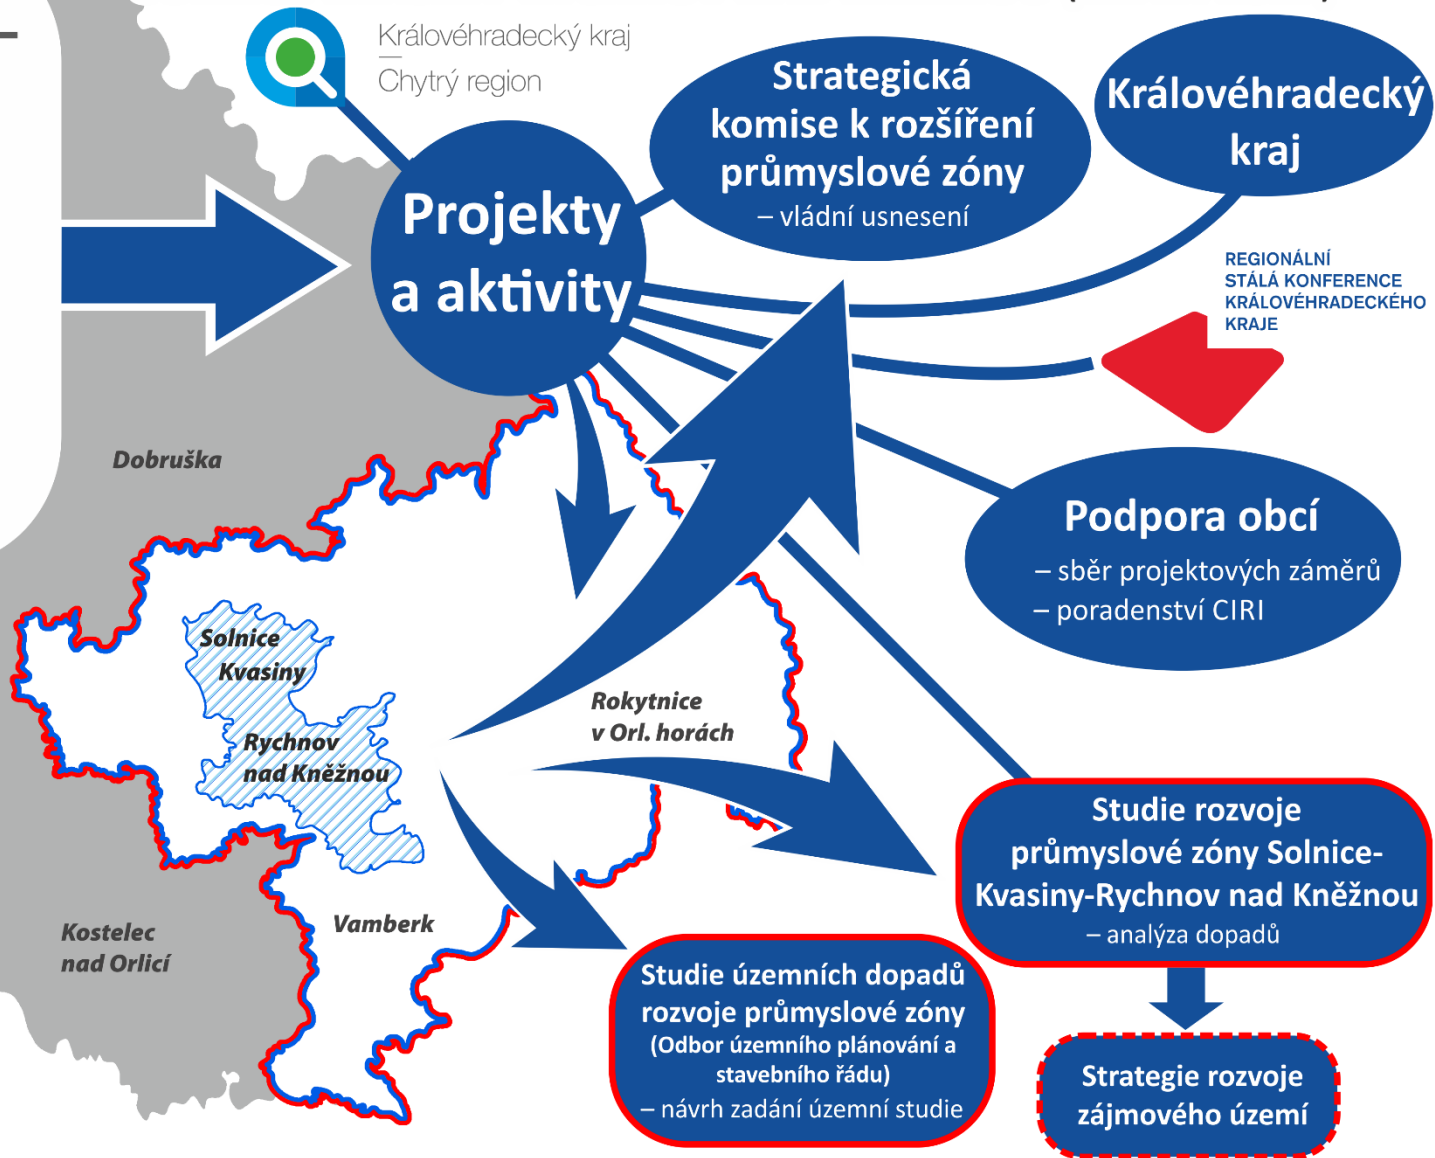 Královéhradecký kraj
Chytrý region
Strategická
komise k rozšíření
průmyslové zóny
– vládní usnesení
Královéhradecký
kraj
Projekty
a aktivity
REGIONÁLNÍ
STÁLÁ KONFERENCE
KRÁLOVÉHRADECKÉHO
KRAJE
Dobruška
Podpora obcí
– sběr projektových záměrů
– poradenství CIRI
Solnice
Kvasiny
Rychnov
nad Kněžnou
Rokytnice
v Orl. horách
Studie rozvoje
průmyslové zóny Solnice-
Kvasiny-Rychnov nad Kněžnou
– analýza dopadů
Vamberk
Kostelec
nad Orlicí
Studie územních dopadů
rozvoje průmyslové zóny
(Odbor územního plánování a
stavebního řádu)
– návrh zadání územní studie
Strategie rozvoje
zájmového území